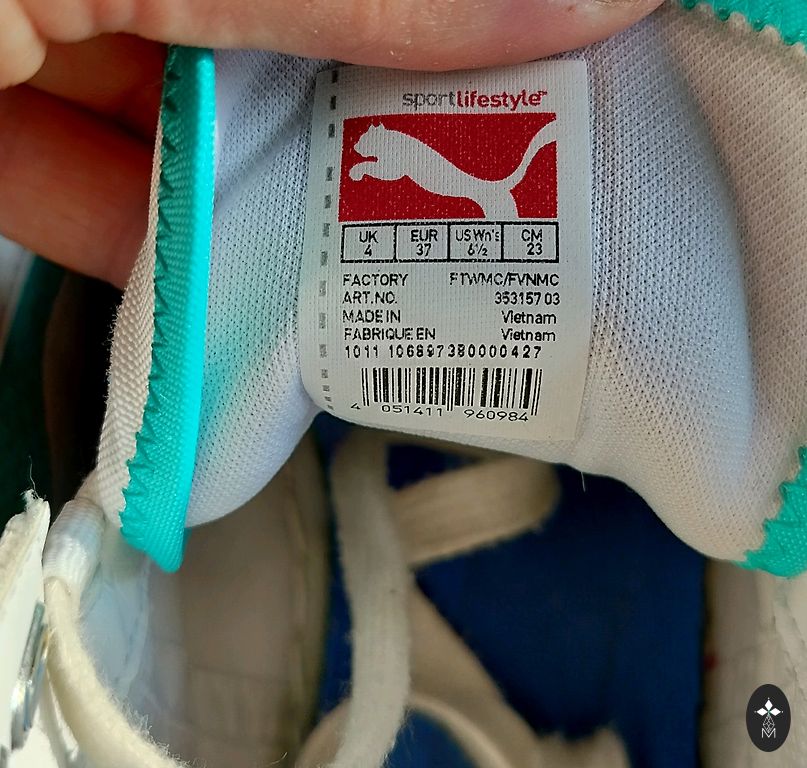 sportlifestyle™
UK EUR US Wn's CM
4 37 6½ 23
FACTORY FTWMC/FVNMC
ART.NO. 353157 03
MADE IN Vietnam
FABRIQUE EN Vietnam
1011 106897380000427
4 051411 960984
M